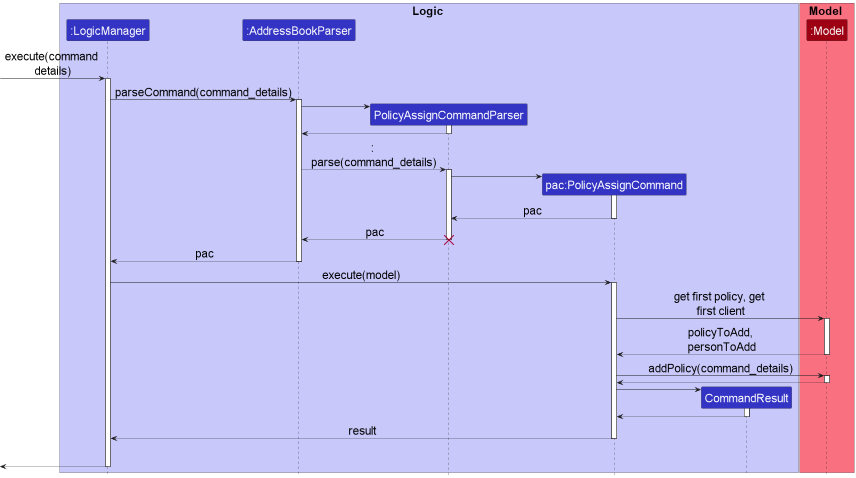 Logic
Model
:LogicManager
:AddressBookParser
:Model
execute(command
details)
parseCommand(command_details)
PolicyAssignCommandParser
:
parse(command_details)
pac:PolicyAssignCommand
pac
pac
pac
execute(model)
get first policy, get
first client
policyToAdd,
personToAdd
addPolicy(command_details)
CommandResult
result